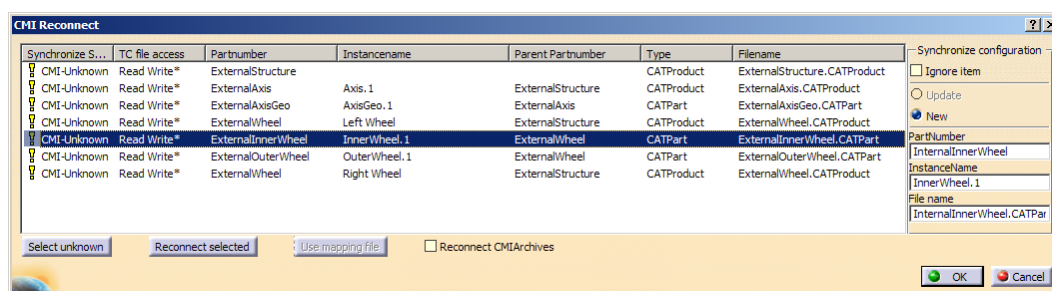 CMI Reconnect
Synchronize S... TC file access Partnumber Instancename Parent Partnumber Type Filename
CMI-Unknown Read Write* ExternalStructure CATProduct ExternalStructure.CATProduct
CMI-Unknown Read Write* ExternalAxis Axis.1 ExternalStructure CATProduct ExternalAxis.CATProduct
CMI-Unknown Read Write* ExternalAxisGeo AxisGeo.1 ExternalAxis CATPart ExternalAxisGeo.CATPart
CMI-Unknown Read Write* ExternalWheel Left Wheel ExternalStructure CATProduct ExternalWheel.CATProduct
CMI-Unknown Read Write* ExternalInnerWheel InnerWheel.1 ExternalWheel CATPart ExternalInnerWheel.CATPart
CMI-Unknown Read Write* ExternalOuterWheel OuterWheel.1 ExternalWheel CATPart ExternalOuterWheel.CATPart
CMI-Unknown Read Write* ExternalWheel Right Wheel ExternalStructure CATProduct ExternalWheel.CATProduct
Synchronize configuration
Ignore item
Update
New
PartNumber
InternalInnerWheel
InstanceName
InnerWheel.1
File name
InternalInnerWheel.CATPar
Select unknown Reconnect selected Use mapping file Reconnect CMIArchives
OK Cancel